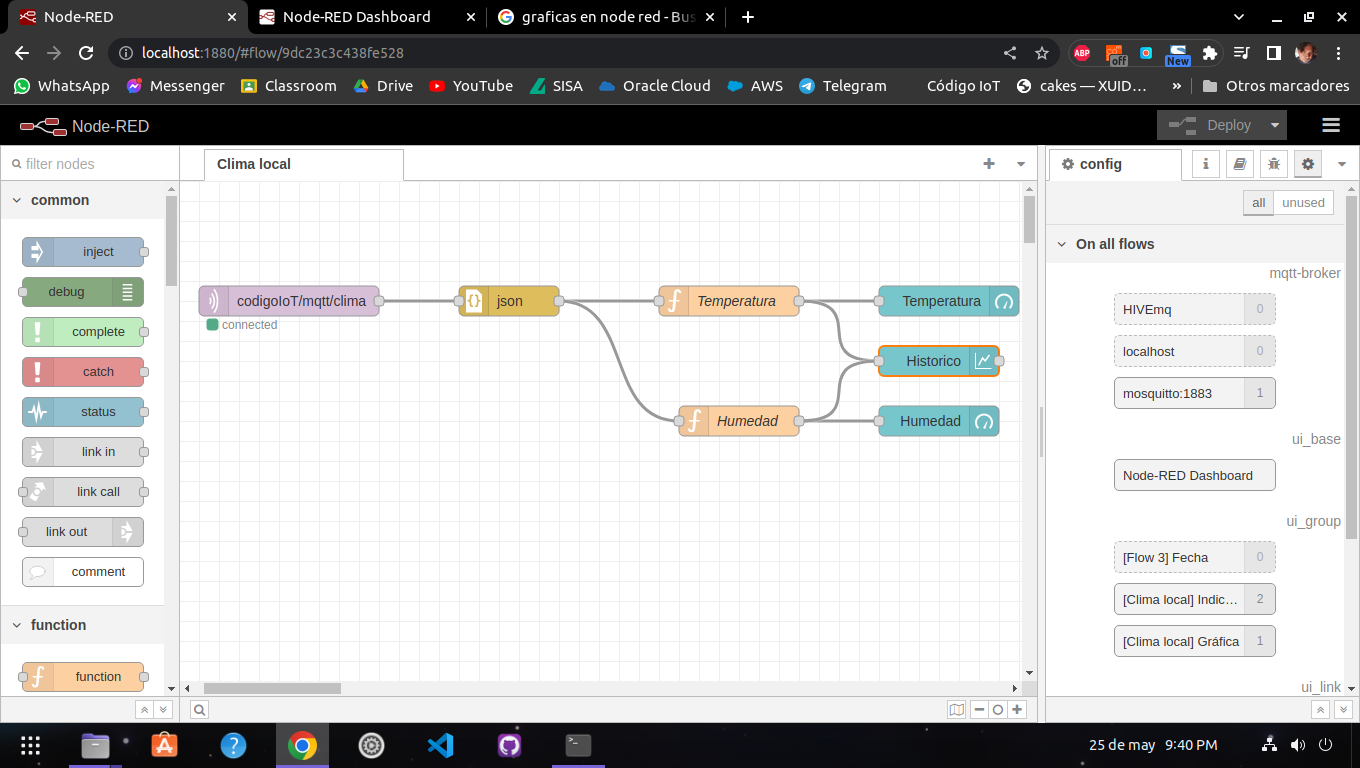 Node-RED
Node-RED Dashboard
graficas en node red - Bus
localhost:1880/#flow/9dc23c3c438fe528
ABP
off
New
WhatsApp
Messenger
Classroom
Drive
YouTube
SISA
Oracle Cloud
AWS
Telegram
Código IoT
cakes — XUID…
»
Otros marcadores
Node-RED
Deploy
filter nodes
Clima local
config
all
unused
common
inject
debug
complete
catch
status
link in
link call
link out
comment
function
function
codigoIoT/mqtt/clima
connected
json
Temperatura
Temperatura
Historico
Humedad
Humedad
On all flows
mqtt-broker
HIVEmq 0
localhost 0
mosquitto:1883 1
ui_base
Node-RED Dashboard
ui_group
[Flow 3] Fecha 0
[Clima local] Indic… 2
[Clima local] Gráfica 1
ui_link
25 de may 9:40 PM